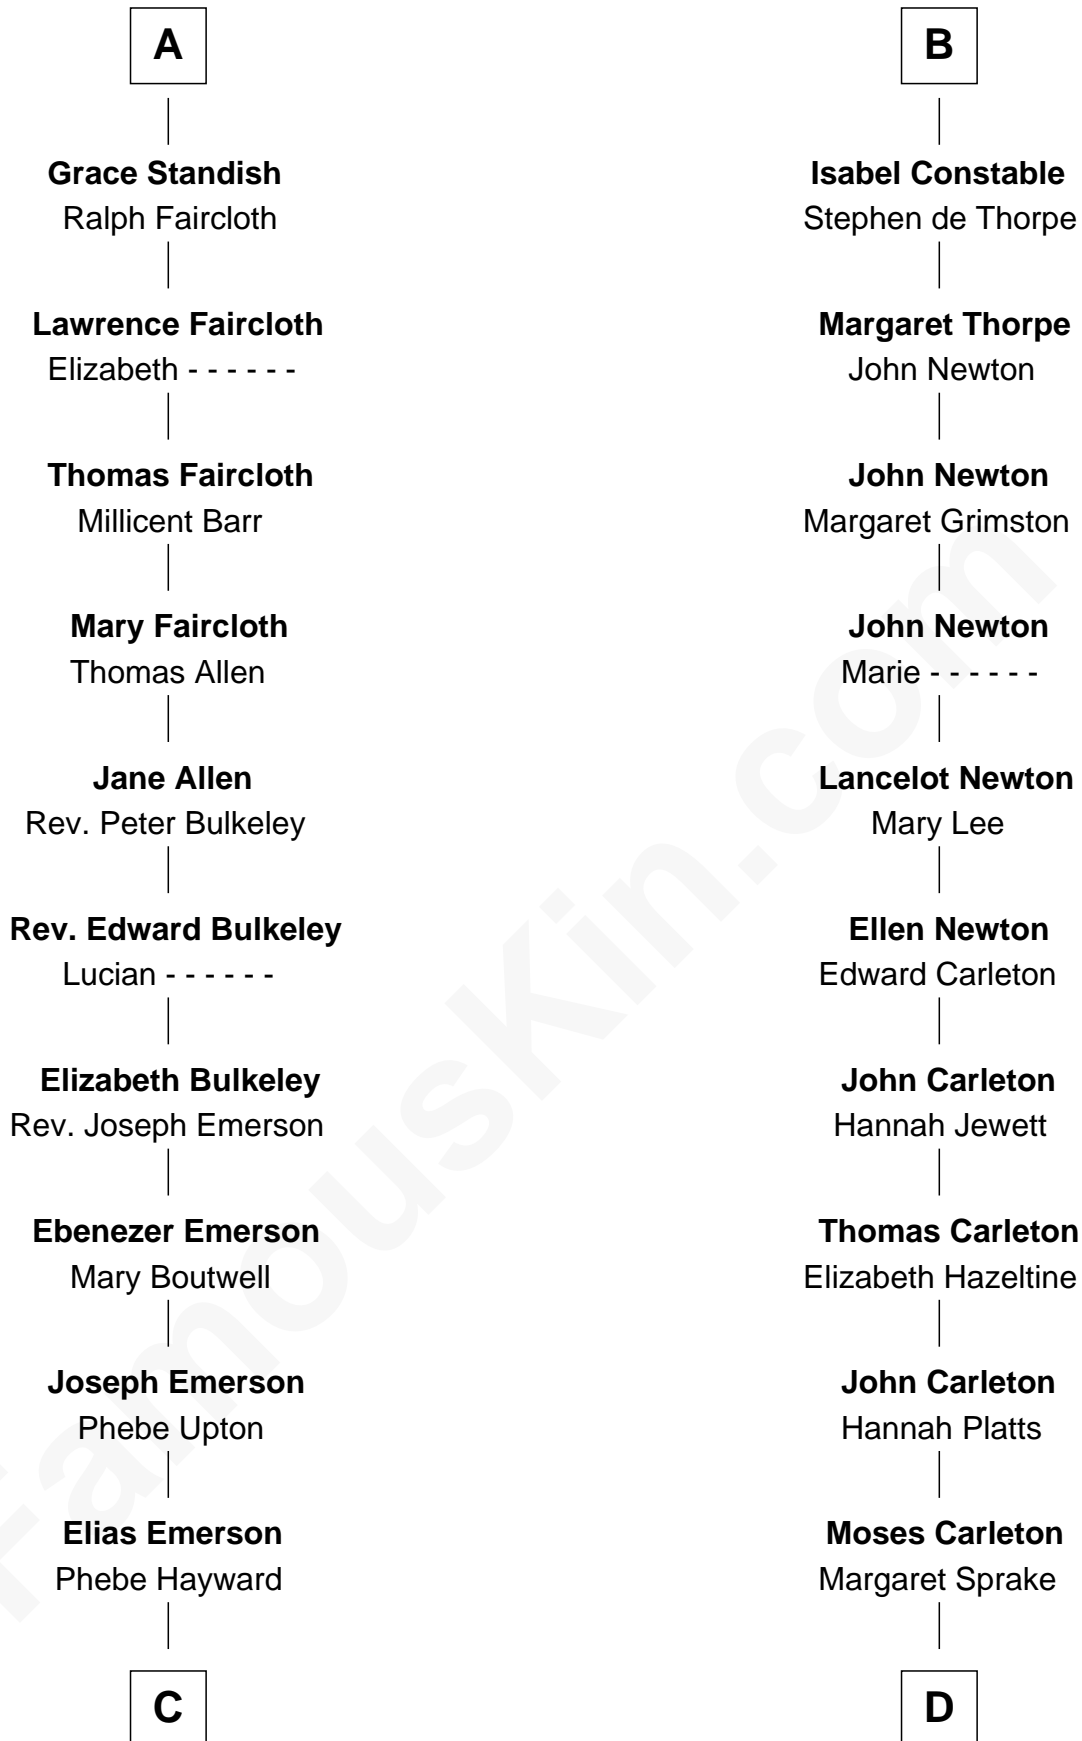 A
Grace Standish
Ralph Faircloth
Lawrence Faircloth
Elizabeth - - - - - -
Thomas Faircloth
Millicent Barr
Mary Faircloth
Thomas Allen
Jane Allen
Rev. Peter Bulkeley
Rev. Edward Bulkeley
Lucian - - - - - -
Elizabeth Bulkeley
Rev. Joseph Emerson
Ebenezer Emerson
Mary Boutwell
Joseph Emerson
Phebe Upton
Elias Emerson
Phebe Hayward
C
B
Isabel Constable
Stephen de Thorpe
Margaret Thorpe
John Newton
John Newton
Margaret Grimston
John Newton
Marie - - - - - -
Lancelot Newton
Mary Lee
Ellen Newton
Edward Carleton
John Carleton
Hannah Jewett
Thomas Carleton
Elizabeth Hazeltine
John Carleton
Hannah Platts
Moses Carleton
Margaret Sprake
D
FamousKin.com